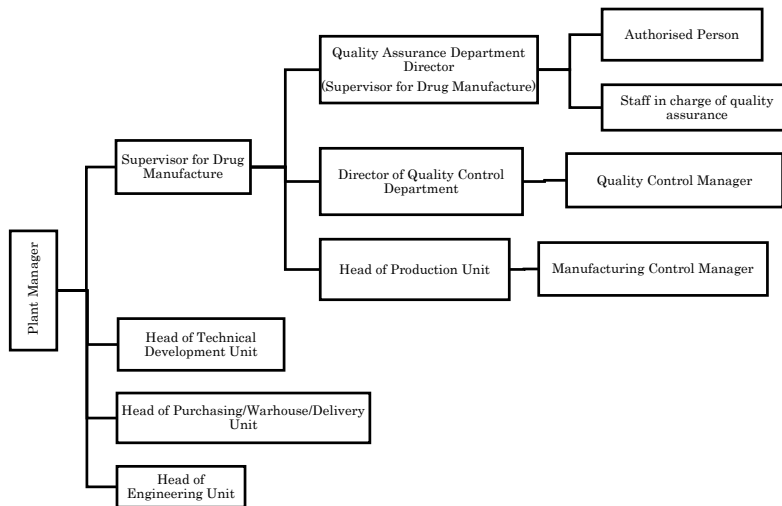 Plant Manager
Supervisor for Drug
Manufacture
Quality Assurance Department
Director
(Supervisor for Drug Manufacture)
Authorised Person
Staff in charge of quality
assurance
Director of Quality Control
Department
Quality Control Manager
Head of Production Unit
Manufacturing Control Manager
Head of Technical
Development Unit
Head of Purchasing/Warhouse/Delivery
Unit
Head of
Engineering Unit